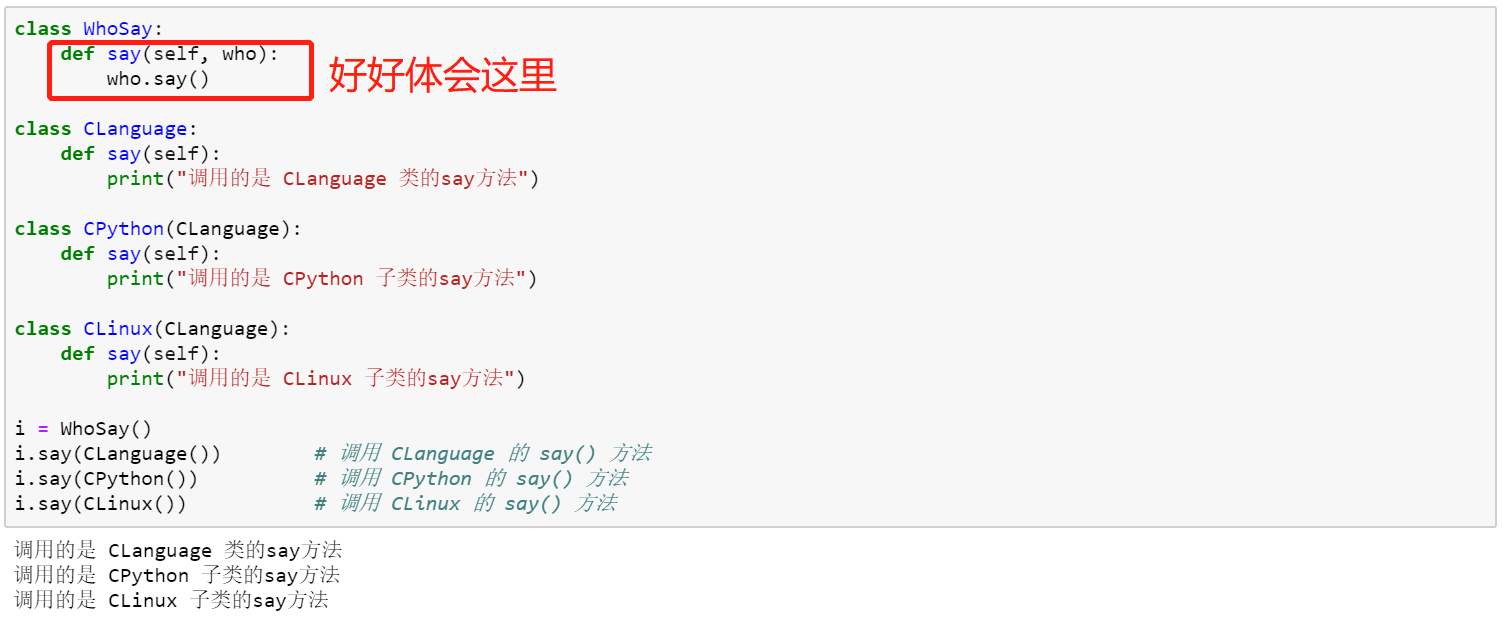 class WhoSay:
    def say(self, who):
        who.say()
好好体会这里
class CLanguage:
    def say(self):
        print("调用的是 CLanguage 类的say方法")
class CPython(CLanguage):
    def say(self):
        print("调用的是 CPython 子类的say方法")
class CLinux(CLanguage):
    def say(self):
        print("调用的是 CLinux 子类的say方法")
i = WhoSay()
i.say(CLanguage())        # 调用 CLanguage 的 say() 方法
i.say(CPython())          # 调用 CPython 的 say() 方法
i.say(CLinux())           # 调用 CLinux 的 say() 方法
调用的是 CLanguage 类的say方法
调用的是 CPython 子类的say方法
调用的是 CLinux 子类的say方法